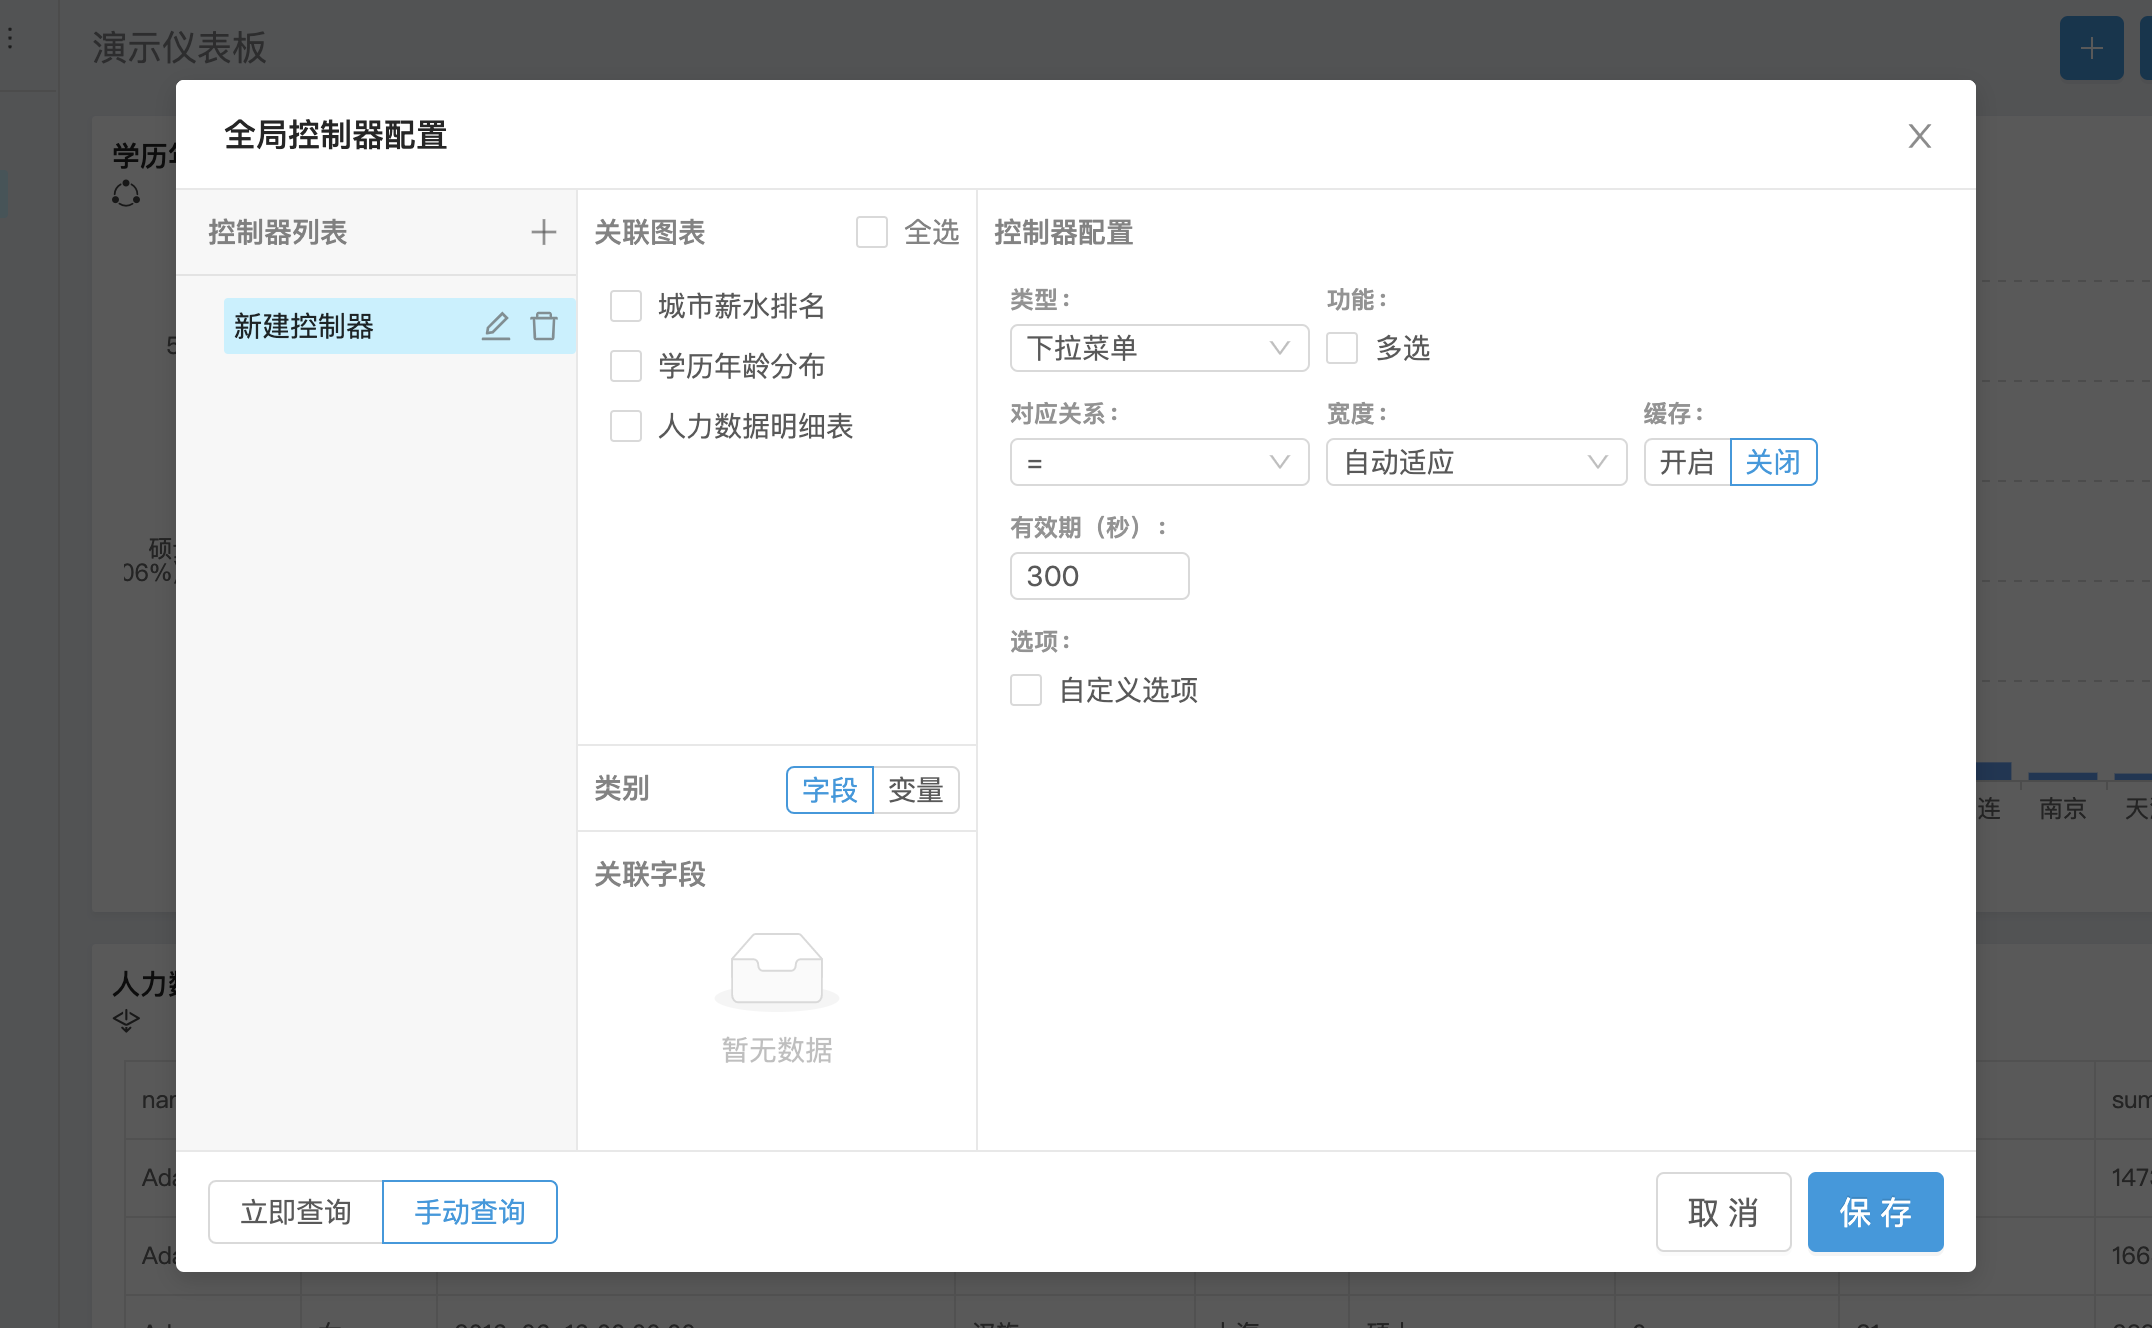 演示仪表板
学历年
全局控制器配置
控制器列表
新建控制器
关联图表
全选
城市薪水排名
学历年龄分布
人力数据明细表
类别
字段
变量
关联字段
暂无数据
控制器配置
类型：
功能：
下拉菜单
多选
对应关系：
宽度：
缓存：
=
自动适应
开启
关闭
有效期（秒）：
300
选项：
自定义选项
立即查询
手动查询
取 消
保 存
5
硕
06%
连
南京
天
人力数
nan
sum
Ada
1473
Ada
166